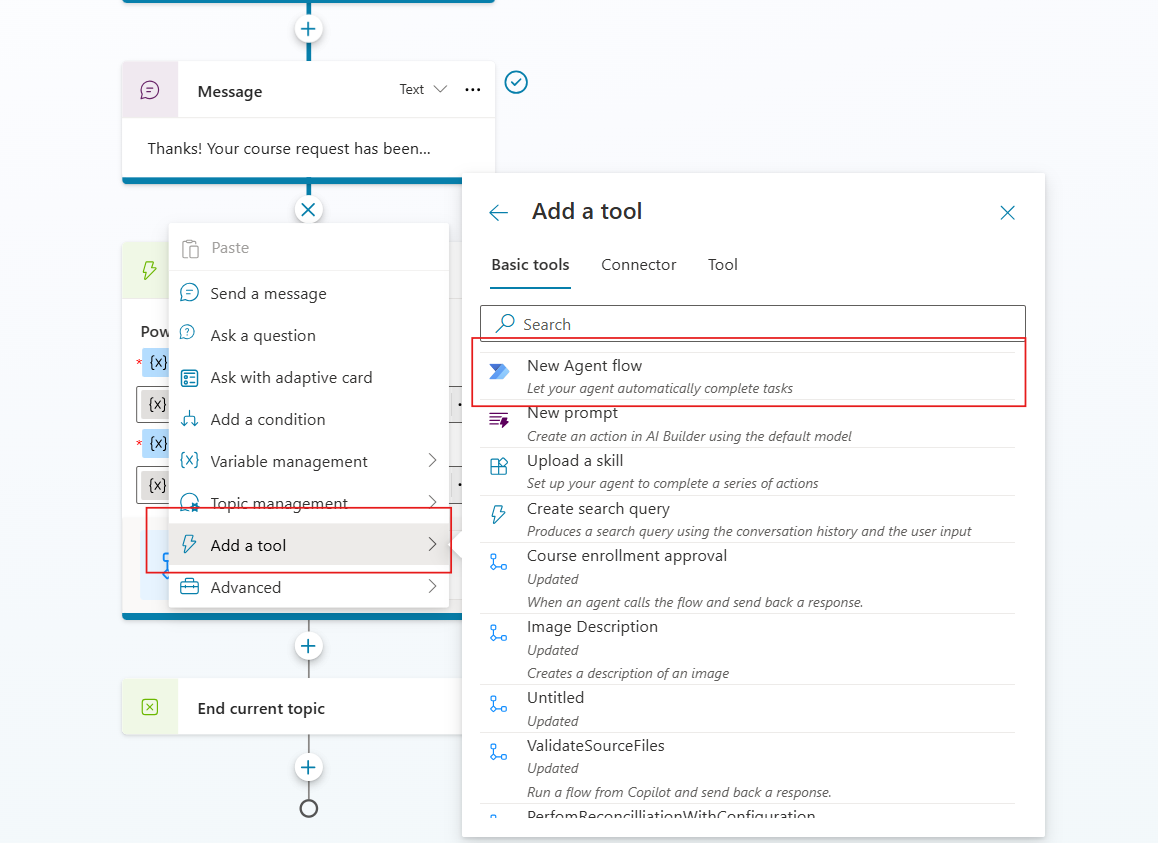 Message
Text
Thanks! Your course request has been...
Paste
Send a message
Pow
Ask a question
* {x}
Ask with adaptive card
{x}
Add a condition
* {x}
Variable management
{x}
Topic management
Add a tool
Advanced
End current topic
Add a tool
Basic tools Connector Tool
Search
New Agent flow
Let your agent automatically complete tasks
New prompt
Create an action in AI Builder using the default model
Upload a skill
Set up your agent to complete a series of actions
Create search query
Produces a search query using the conversation history and the user input
Course enrollment approval
Updated
When an agent calls the flow and send back a response.
Image Description
Updated
Creates a description of an image
Untitled
Updated
ValidateSourceFiles
Updated
Run a flow from Copilot and send back a response.
PerfomReconcilliationWithConfiguration